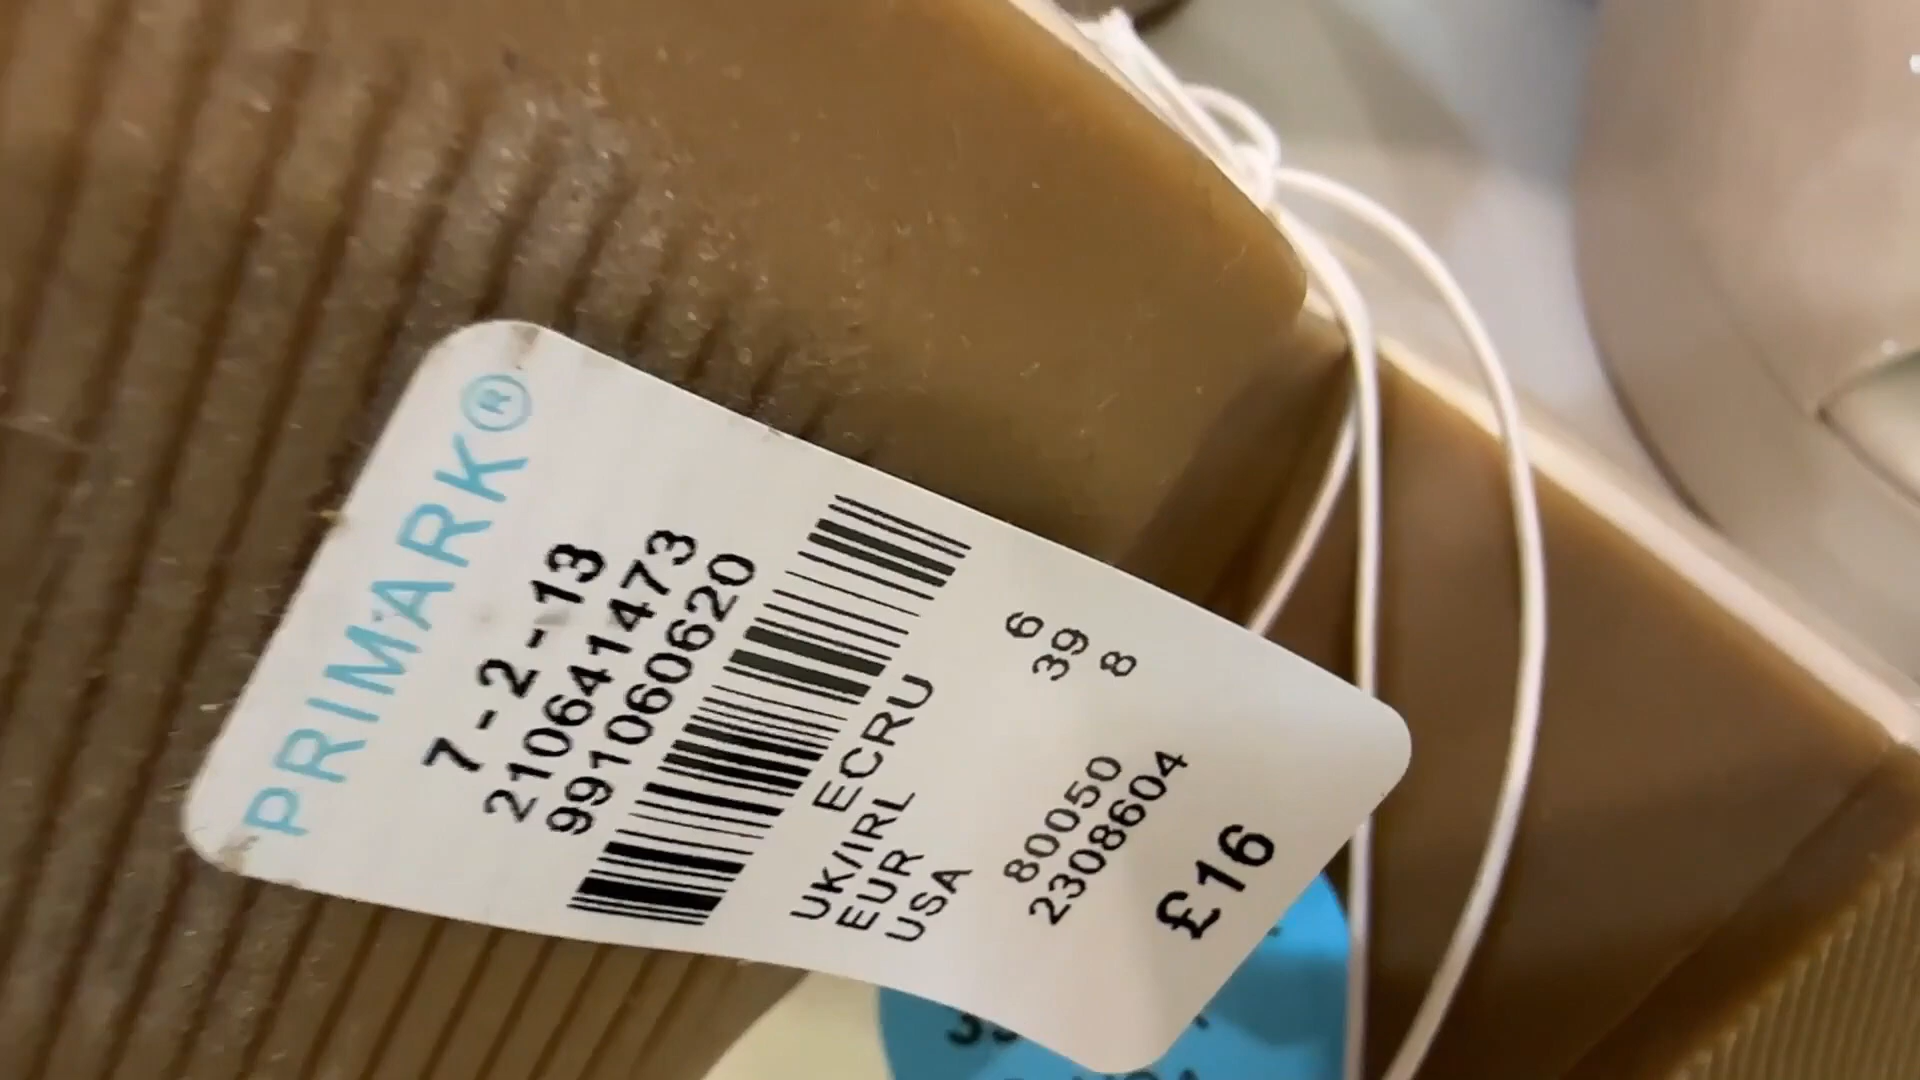 PRIMARK®
7-2-13
210641473
991060620
ECRU
UK/IRL 6
EUR 39
USA 8
80050
2308604
£16